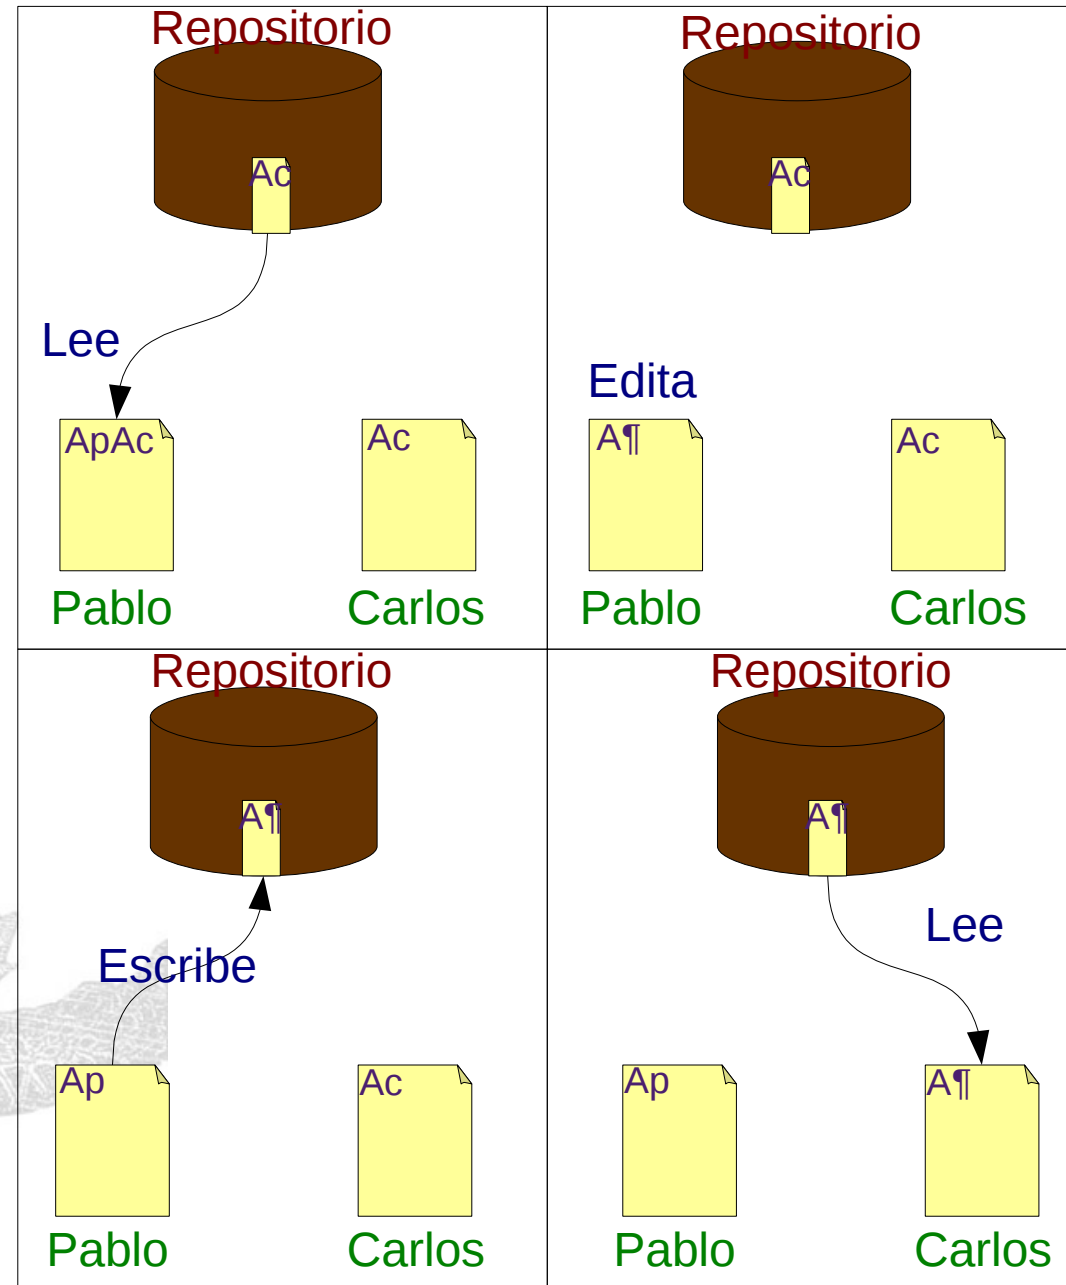 Repositorio
Ac
Lee
ApAc
Ac
Pablo
Carlos
Repositorio
Ac
Edita
A¶
Ac
Pablo
Carlos
Repositorio
A¶
Escribe
Ap
Ac
Pablo
Carlos
Repositorio
A¶
Lee
Ap
A¶
Pablo
Carlos